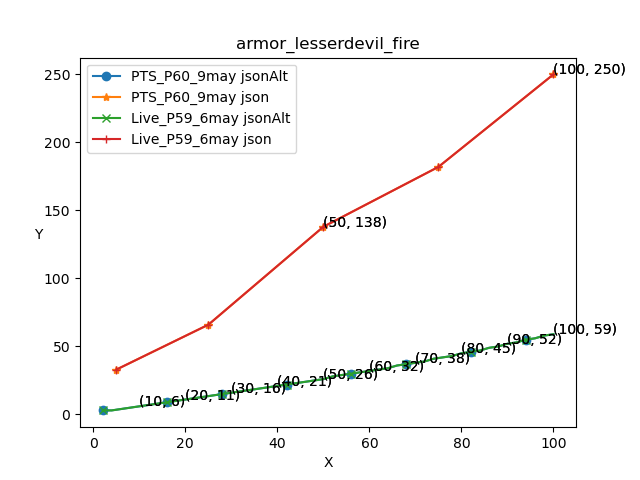 armor_lesserdevil_fire
PTS_P60_9may jsonAlt
PTS_P60_9may json
Live_P59_6may jsonAlt
Live_P59_6may json
(100, 250)
(50, 138)
(100, 59)
(90, 52)
(80, 45)
(70, 38)
(60, 32)
(50, 26)
(40, 21)
(30, 16)
(20, 11)
(10, 6)
250
200
150
100
50
0
Y
0 20 40 60 80 100
X